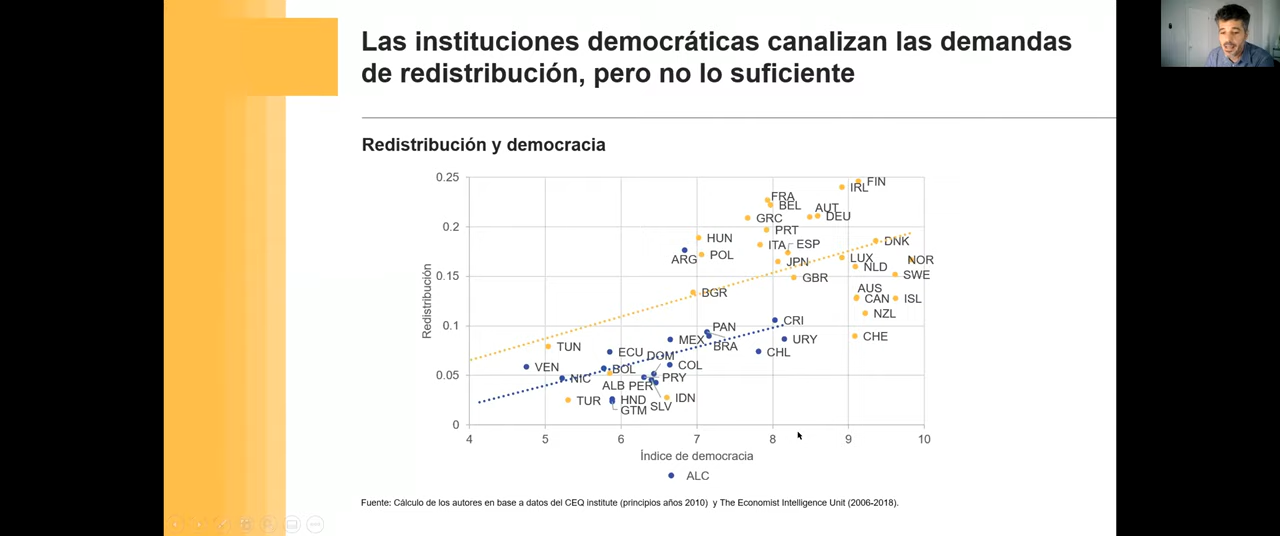 Las instituciones democráticas canalizan las demandas
de redistribución, pero no lo suficiente
Redistribución y democracia
0.25
0.2
0.15
0.1
0.05
0
Redistribución
FIN
IRL
FRA
BEL
AUT
DEU
GRC
PRT
HUN
ITA
ESP
DNK
ARG
POL
JPN
LUX
NOR
NLD
GBR
SWE
BGR
AUS
CAN
ISL
NZL
CRI
PAN
CHE
MEX
BRA
URY
TUN
ECU
DOM
CHL
VEN
BOL
COL
NIC
ALB
PER
PRY
TUR
HND
IDN
GTM
SLV
4
5
6
7
8
9
10
Índice de democracia
ALC
Fuente: Cálculo de los autores en base a datos del CEQ institute (principios años 2010) y The Economist Intelligence Unit (2006-2018).